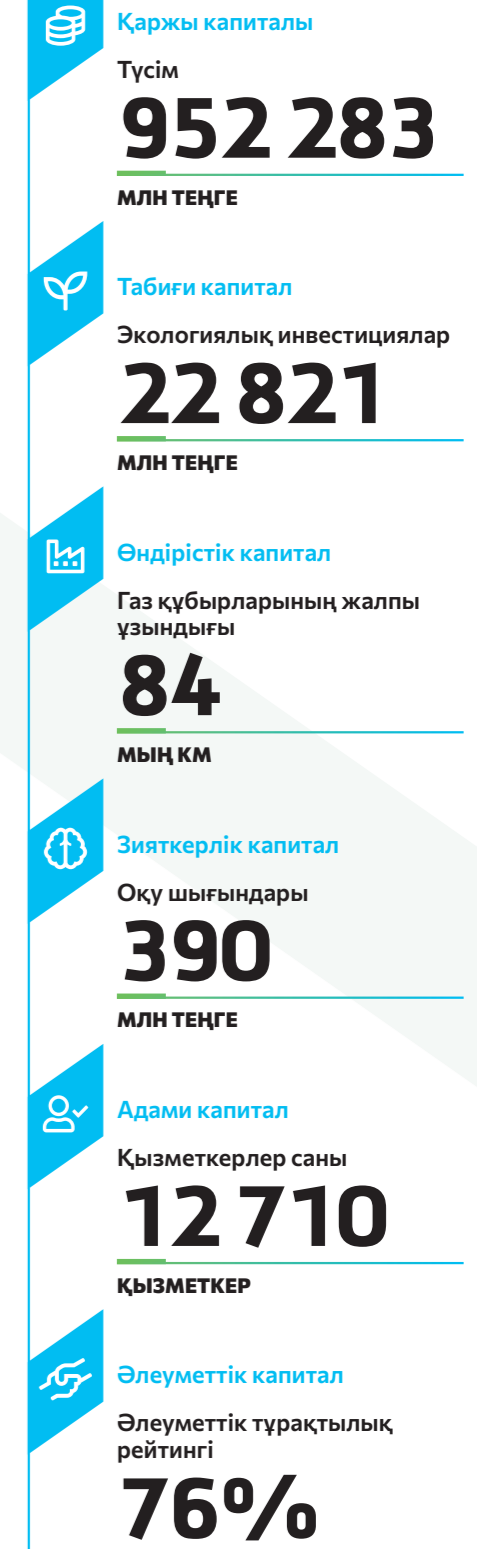 Қаржы капиталы
Түсім
952 283
МЛН ТЕҢГЕ
Табиғи капитал
Экологиялық инвестициялар
22 821
МЛН ТЕҢГЕ
Өндірістік капитал
Газ құбырларының жалпы
ұзындығы
84
МЫҢ КМ
Зияткерлік капитал
Оқу шығындары
390
МЛН ТЕҢГЕ
Адами капитал
Қызметкерлер саны
12 710
ҚЫЗМЕТКЕР
Әлеуметтік капитал
Әлеуметтік тұрақтылық
рейтингі
76%